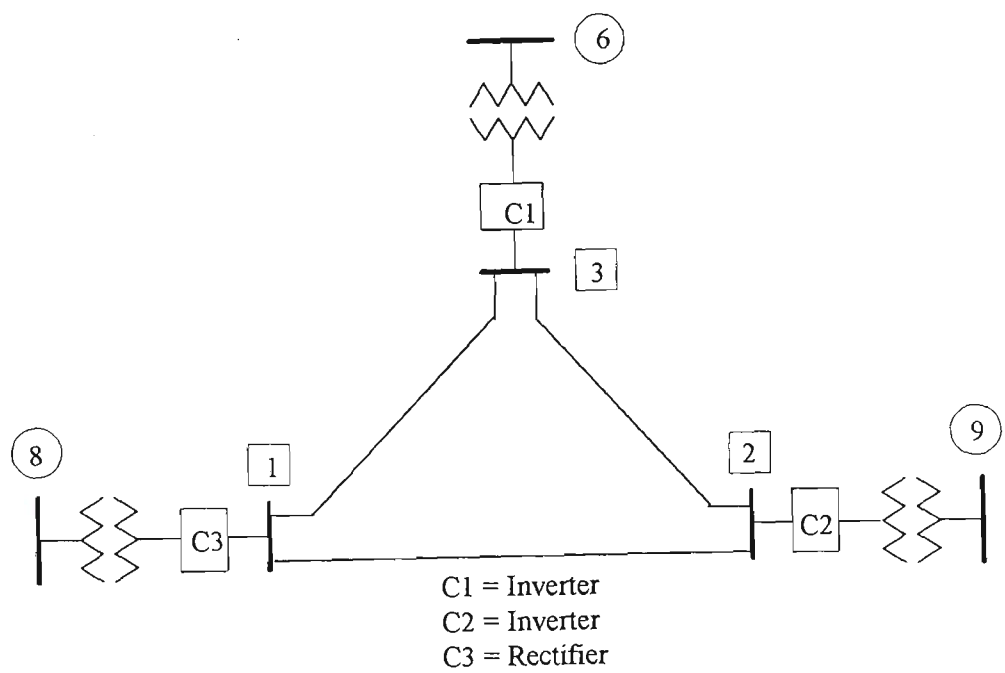 6
C1
3
8
1
2
9
C3
C2
C1 = Inverter
C2 = Inverter
C3 = Rectifier